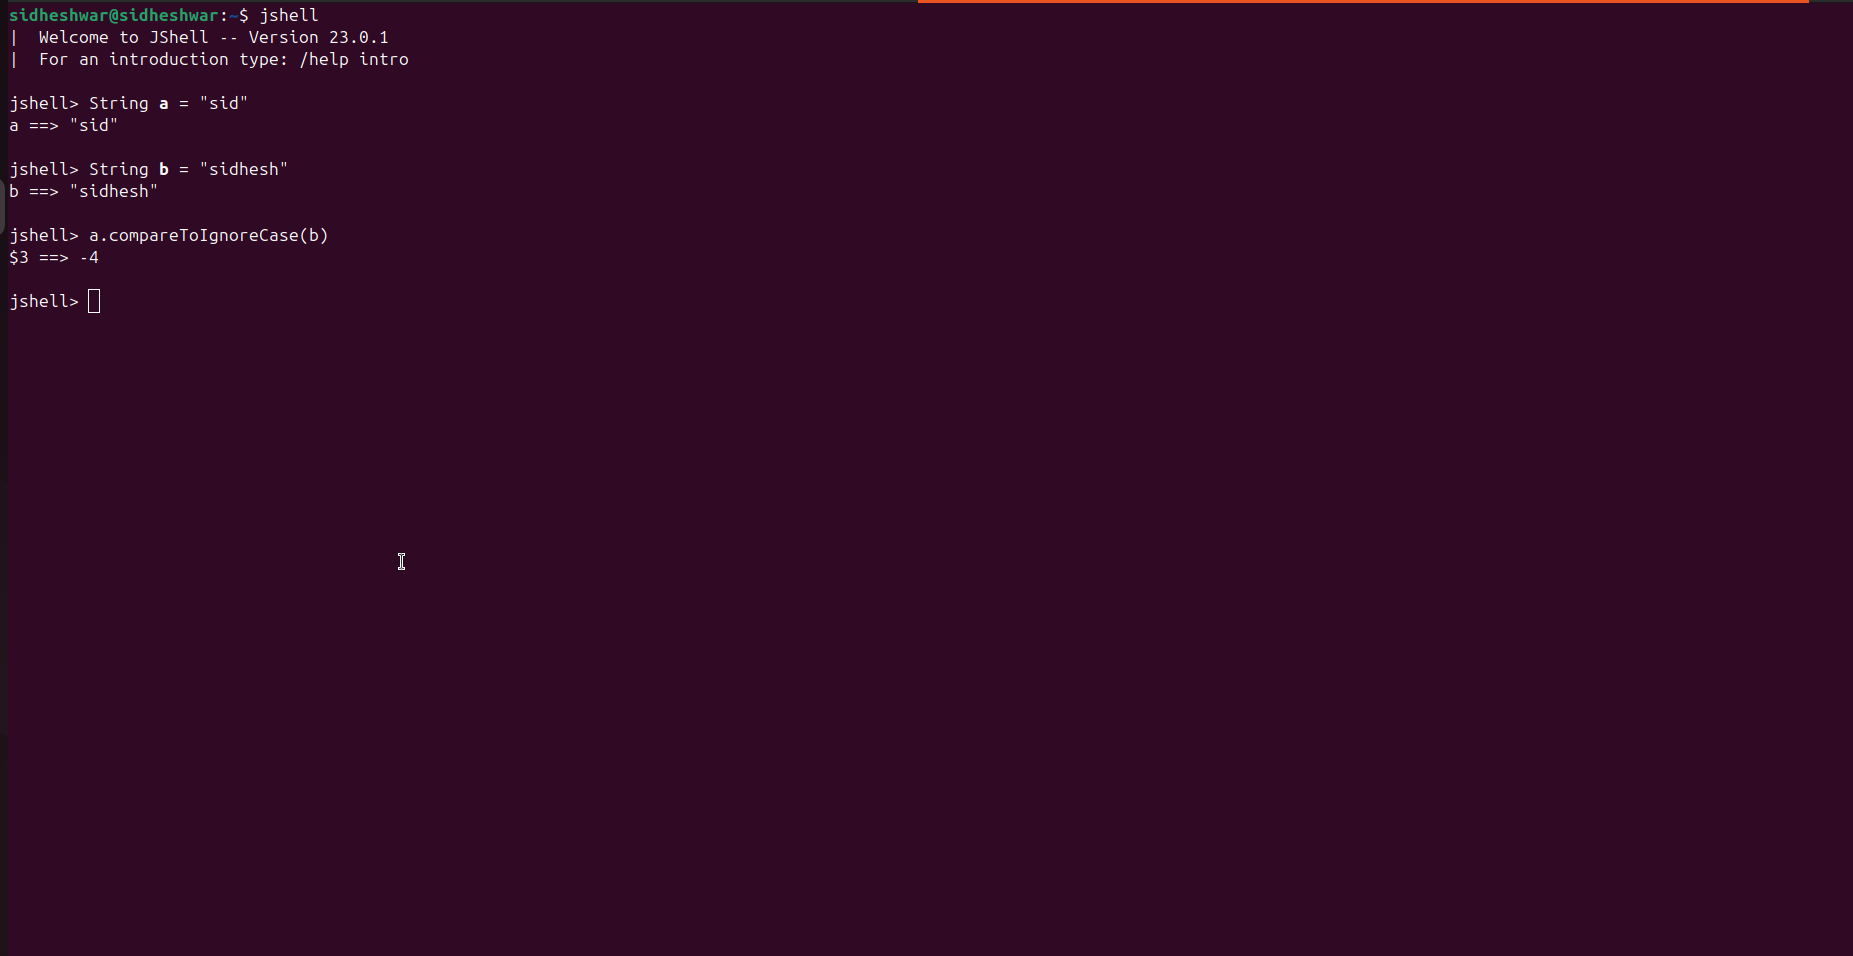 sidheshwar@sidheshwar:~$ jshell
|  Welcome to JShell -- Version 23.0.1
|  For an introduction type: /help intro
jshell> String a = "sid"
a ==> "sid"
jshell> String b = "sidhesh"
b ==> "sidhesh"
jshell> a.compareToIgnoreCase(b)
$3 ==> -4
jshell>